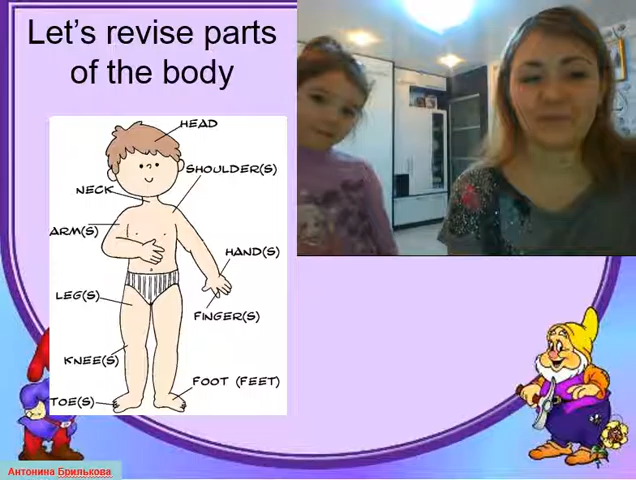 Let's revise parts
of the body
HEAD
SHOULDER(S)
NECK
ARM(S)
HAND(S)
LEG(S)
FINGER(S)
KNEE(S)
FOOT (FEET)
TOE(S)
Антонина Брилькова